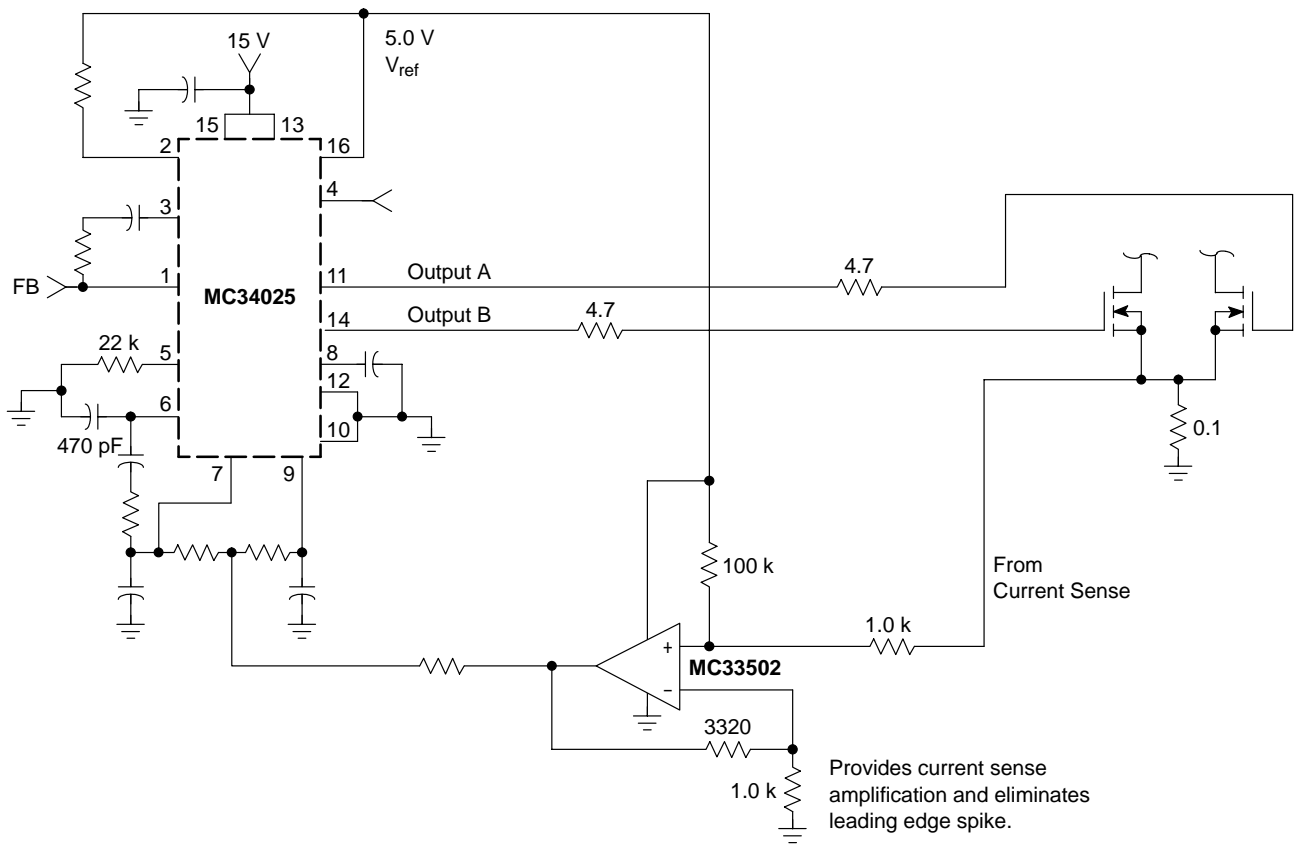 15 V
5.0 V
Vref
15
13
2
16
4
3
FB
1
MC34025
11
Output A
4.7
14
Output B
4.7
22 k
5
8
12
6
10
470 pF
7
9
0.1
100 k
From
Current Sense
1.0 k
+
MC33502
−
3320
1.0 k
Provides current sense
amplification and eliminates
leading edge spike.